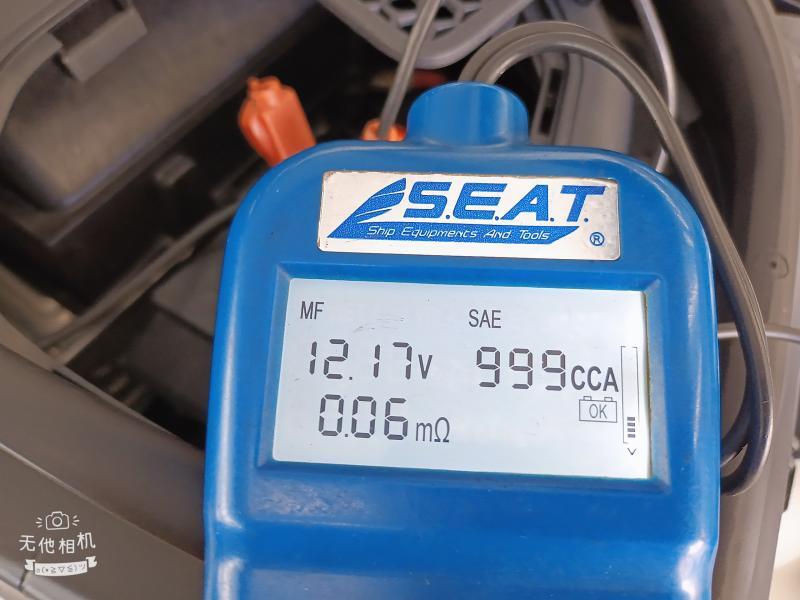 S.E.A.T.
Ship Equipments And Tools ®
MF SAE
12.17V 999CCA
OK
0.06mΩ
无他相机